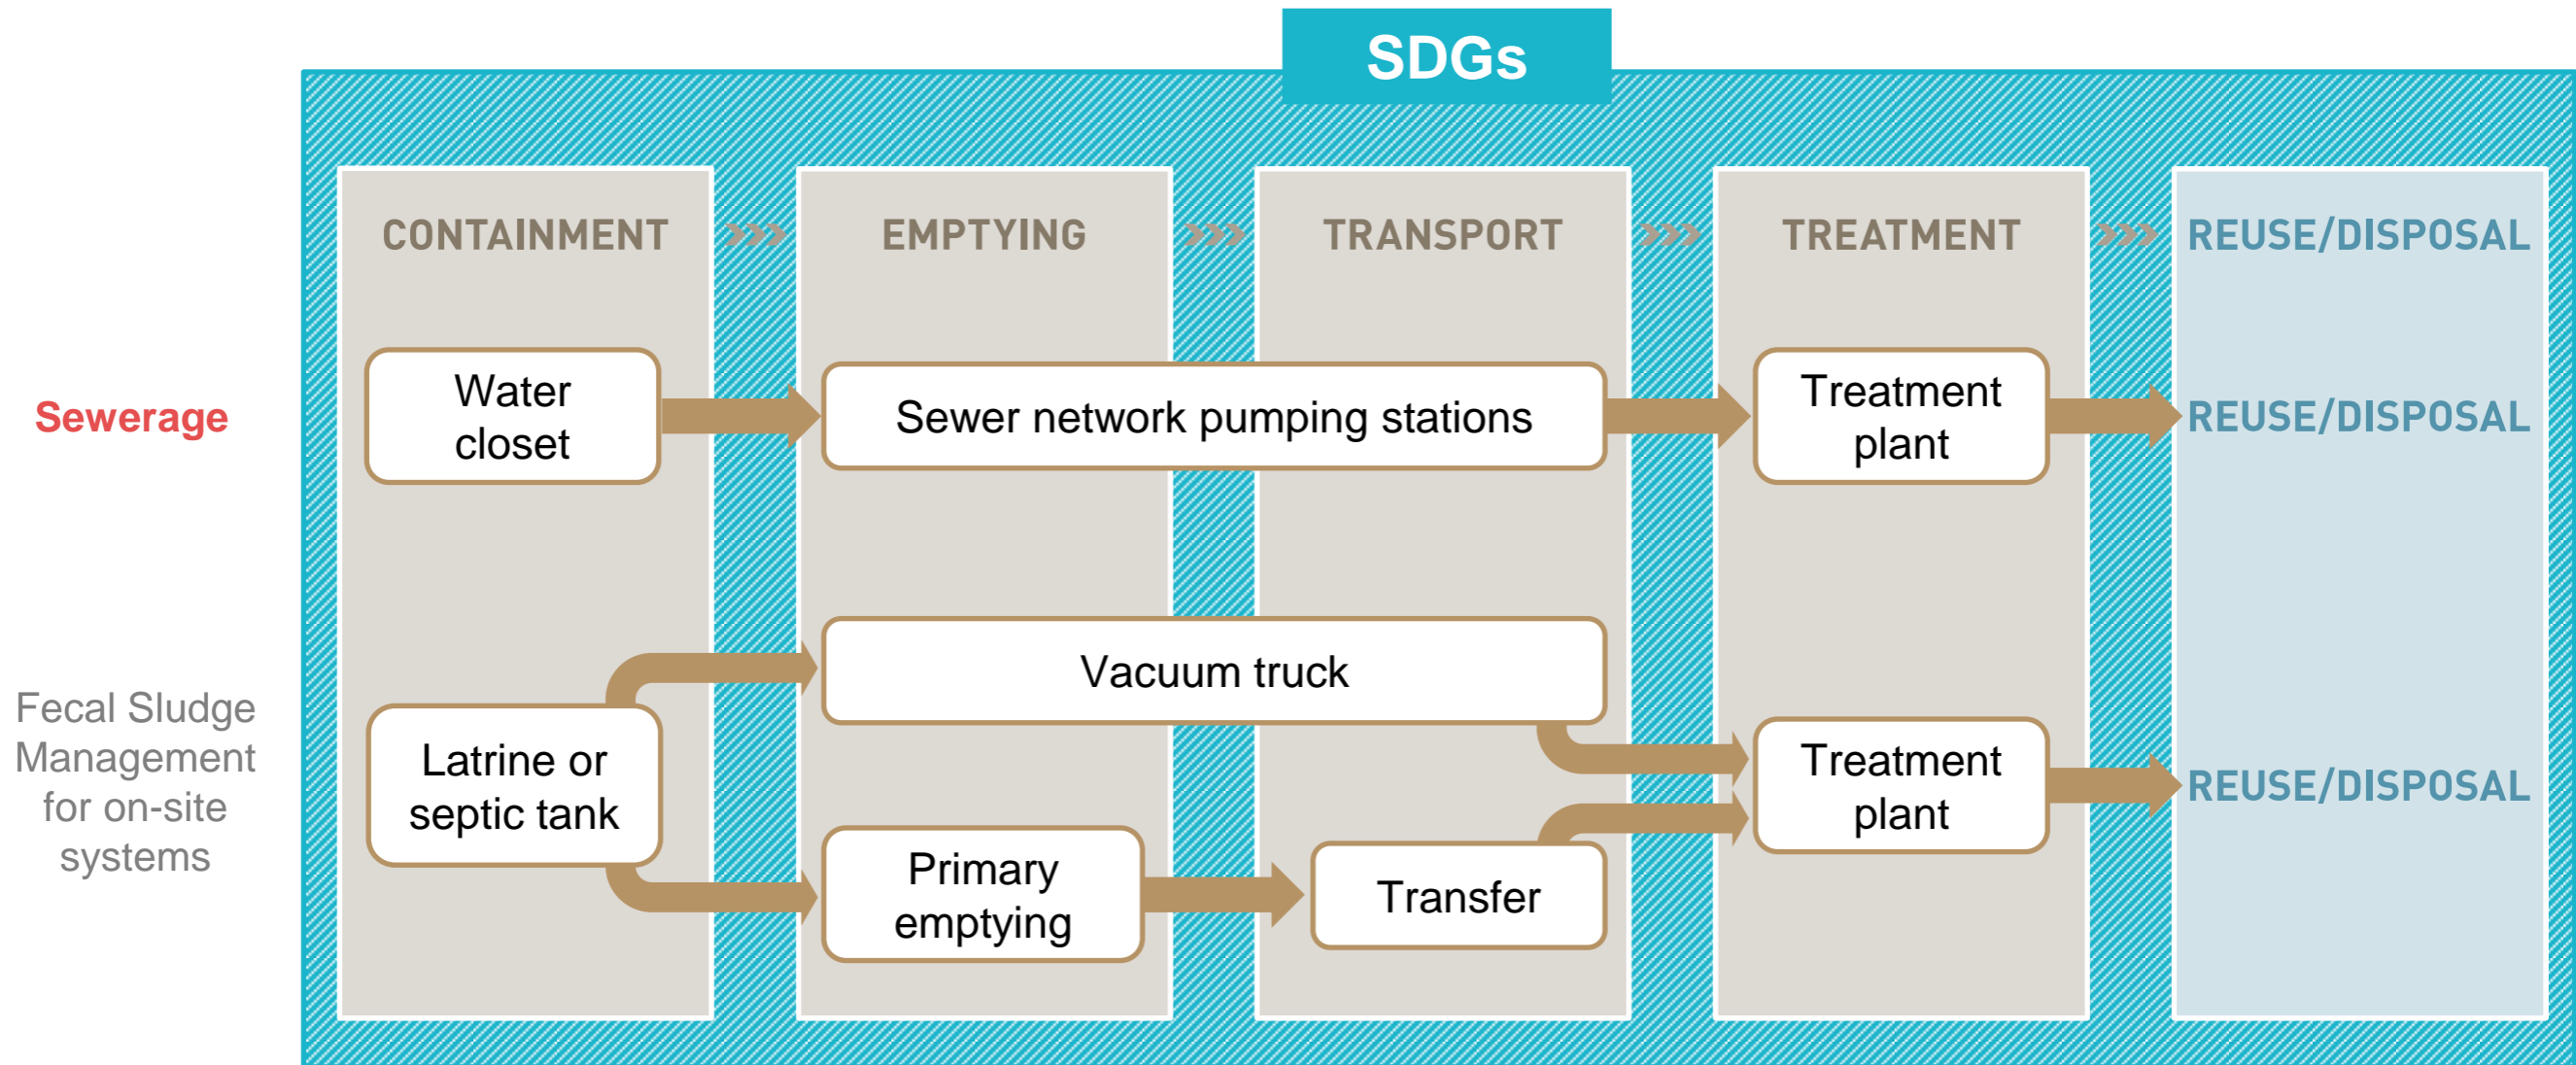 SDGs
CONTAINMENT
EMPTYING
TRANSPORT
TREATMENT
REUSE/DISPOSAL
Sewerage
Water
closet
Sewer network pumping stations
Treatment
plant
REUSE/DISPOSAL
Fecal Sludge
Management
for on-site
systems
Latrine or
septic tank
Vacuum truck
Primary
emptying
Transfer
Treatment
plant
REUSE/DISPOSAL